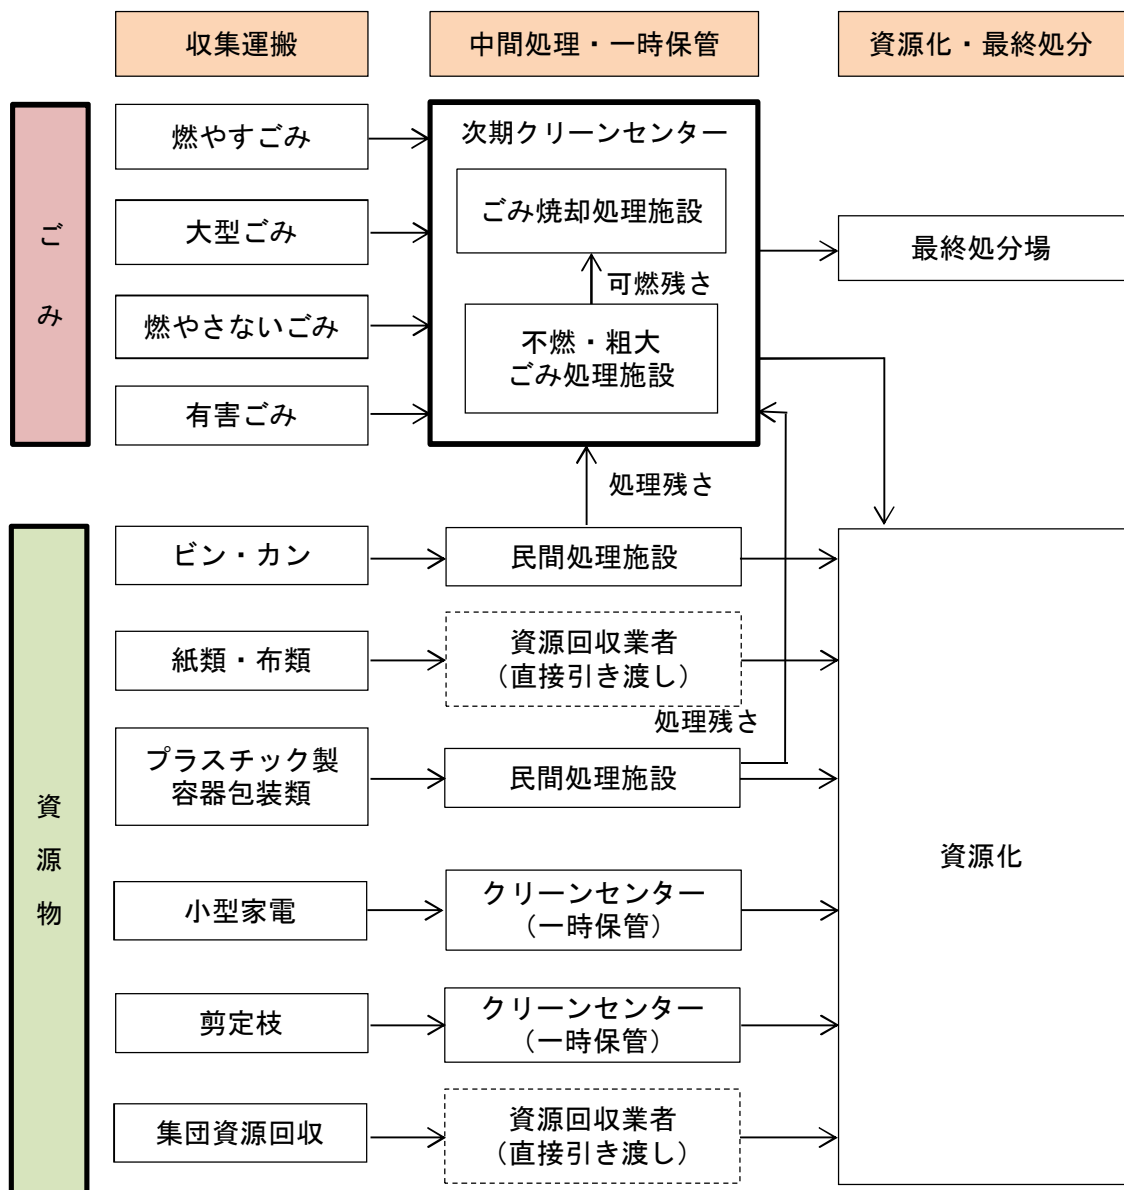 収集運搬
中間処理・一時保管
資源化・最終処分
ごみ
燃やすごみ
大型ごみ
燃やさないごみ
有害ごみ
次期クリーンセンター
ごみ焼却処理施設
可燃残さ
不燃・粗大
ごみ処理施設
最終処分場
処理残さ
資源物
ビン・カン
民間処理施設
紙類・布類
資源回収業者
（直接引き渡し）
処理残さ
プラスチック製
容器包装類
民間処理施設
資源化
小型家電
クリーンセンター
（一時保管）
剪定枝
クリーンセンター
（一時保管）
集団資源回収
資源回収業者
（直接引き渡し）